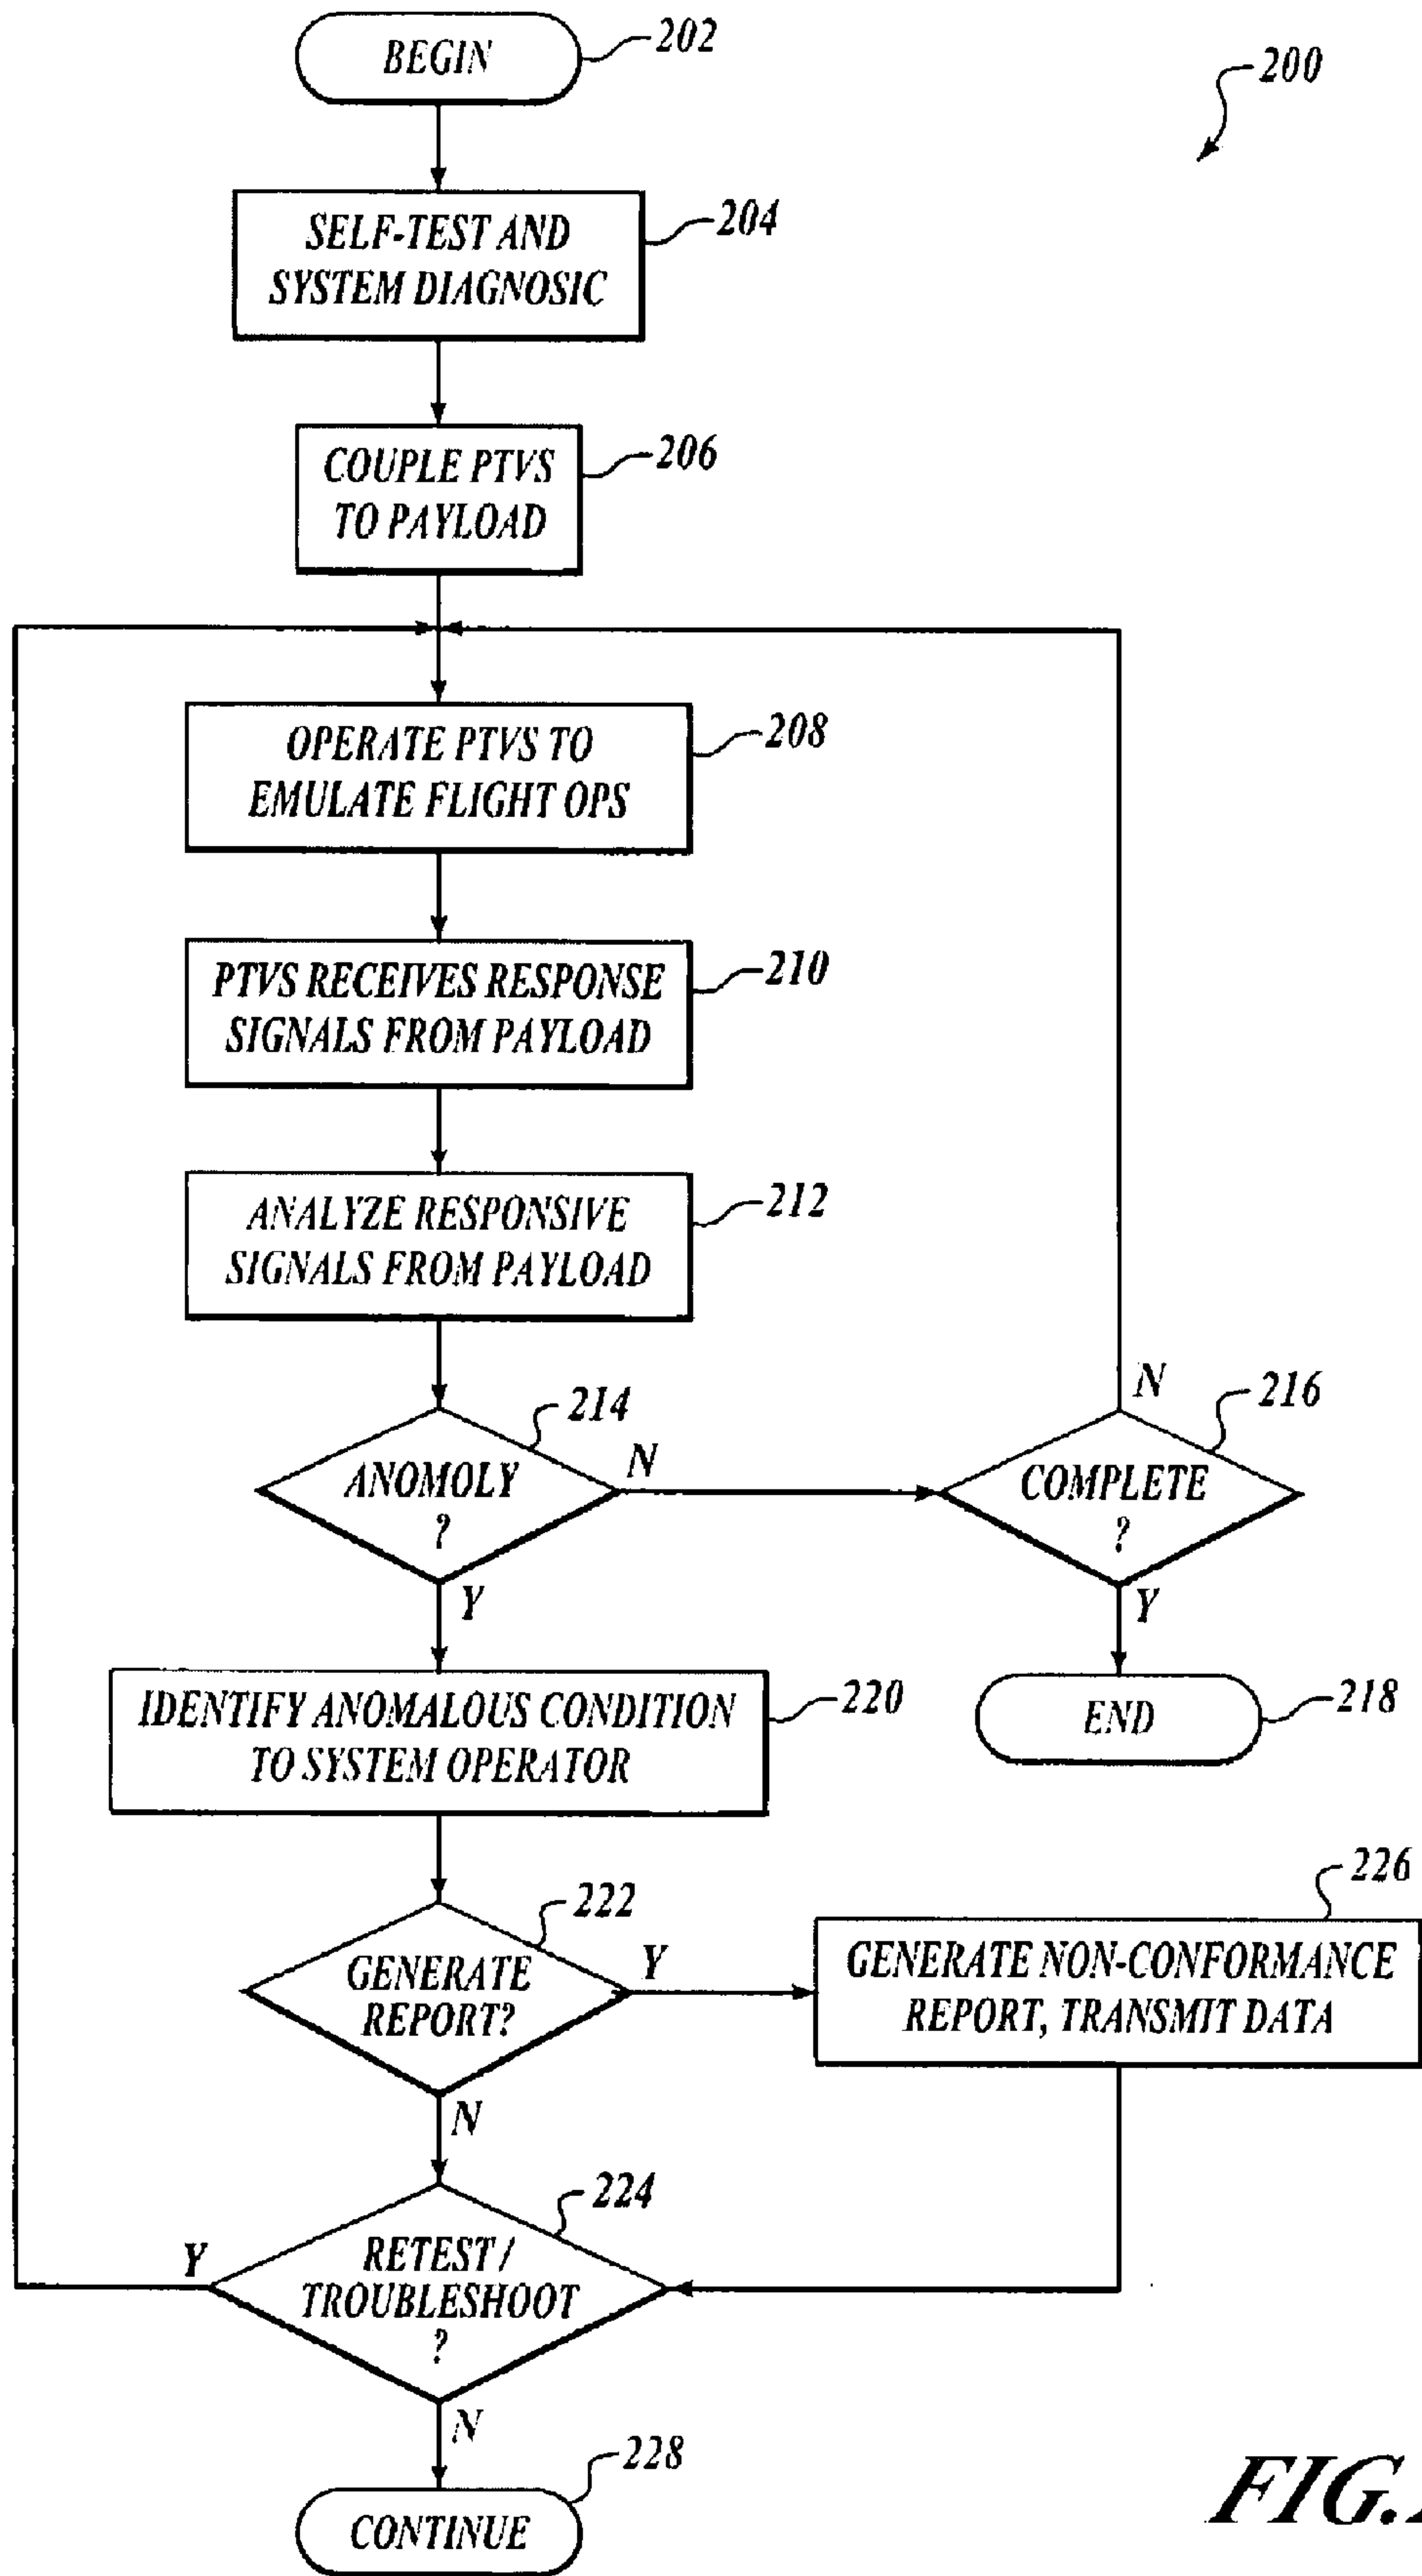 BEGIN
202
200
SELF-TEST AND
SYSTEM DIAGNOSIC
204
COUPLE PTVS
TO PAYLOAD
206
OPERATE PTVS TO
EMULATE FLIGHT OPS
208
PTVS RECEIVES RESPONSE
SIGNALS FROM PAYLOAD
210
ANALYZE RESPONSIVE
SIGNALS FROM PAYLOAD
212
ANOMOLY
?
214
N
Y
COMPLETE
?
216
N
Y
END
218
IDENTIFY ANOMALOUS CONDITION
TO SYSTEM OPERATOR
220
GENERATE
REPORT?
222
Y
N
GENERATE NON-CONFORMANCE
REPORT, TRANSMIT DATA
226
RETEST /
TROUBLESHOOT
?
224
Y
N
CONTINUE
228
FIG.